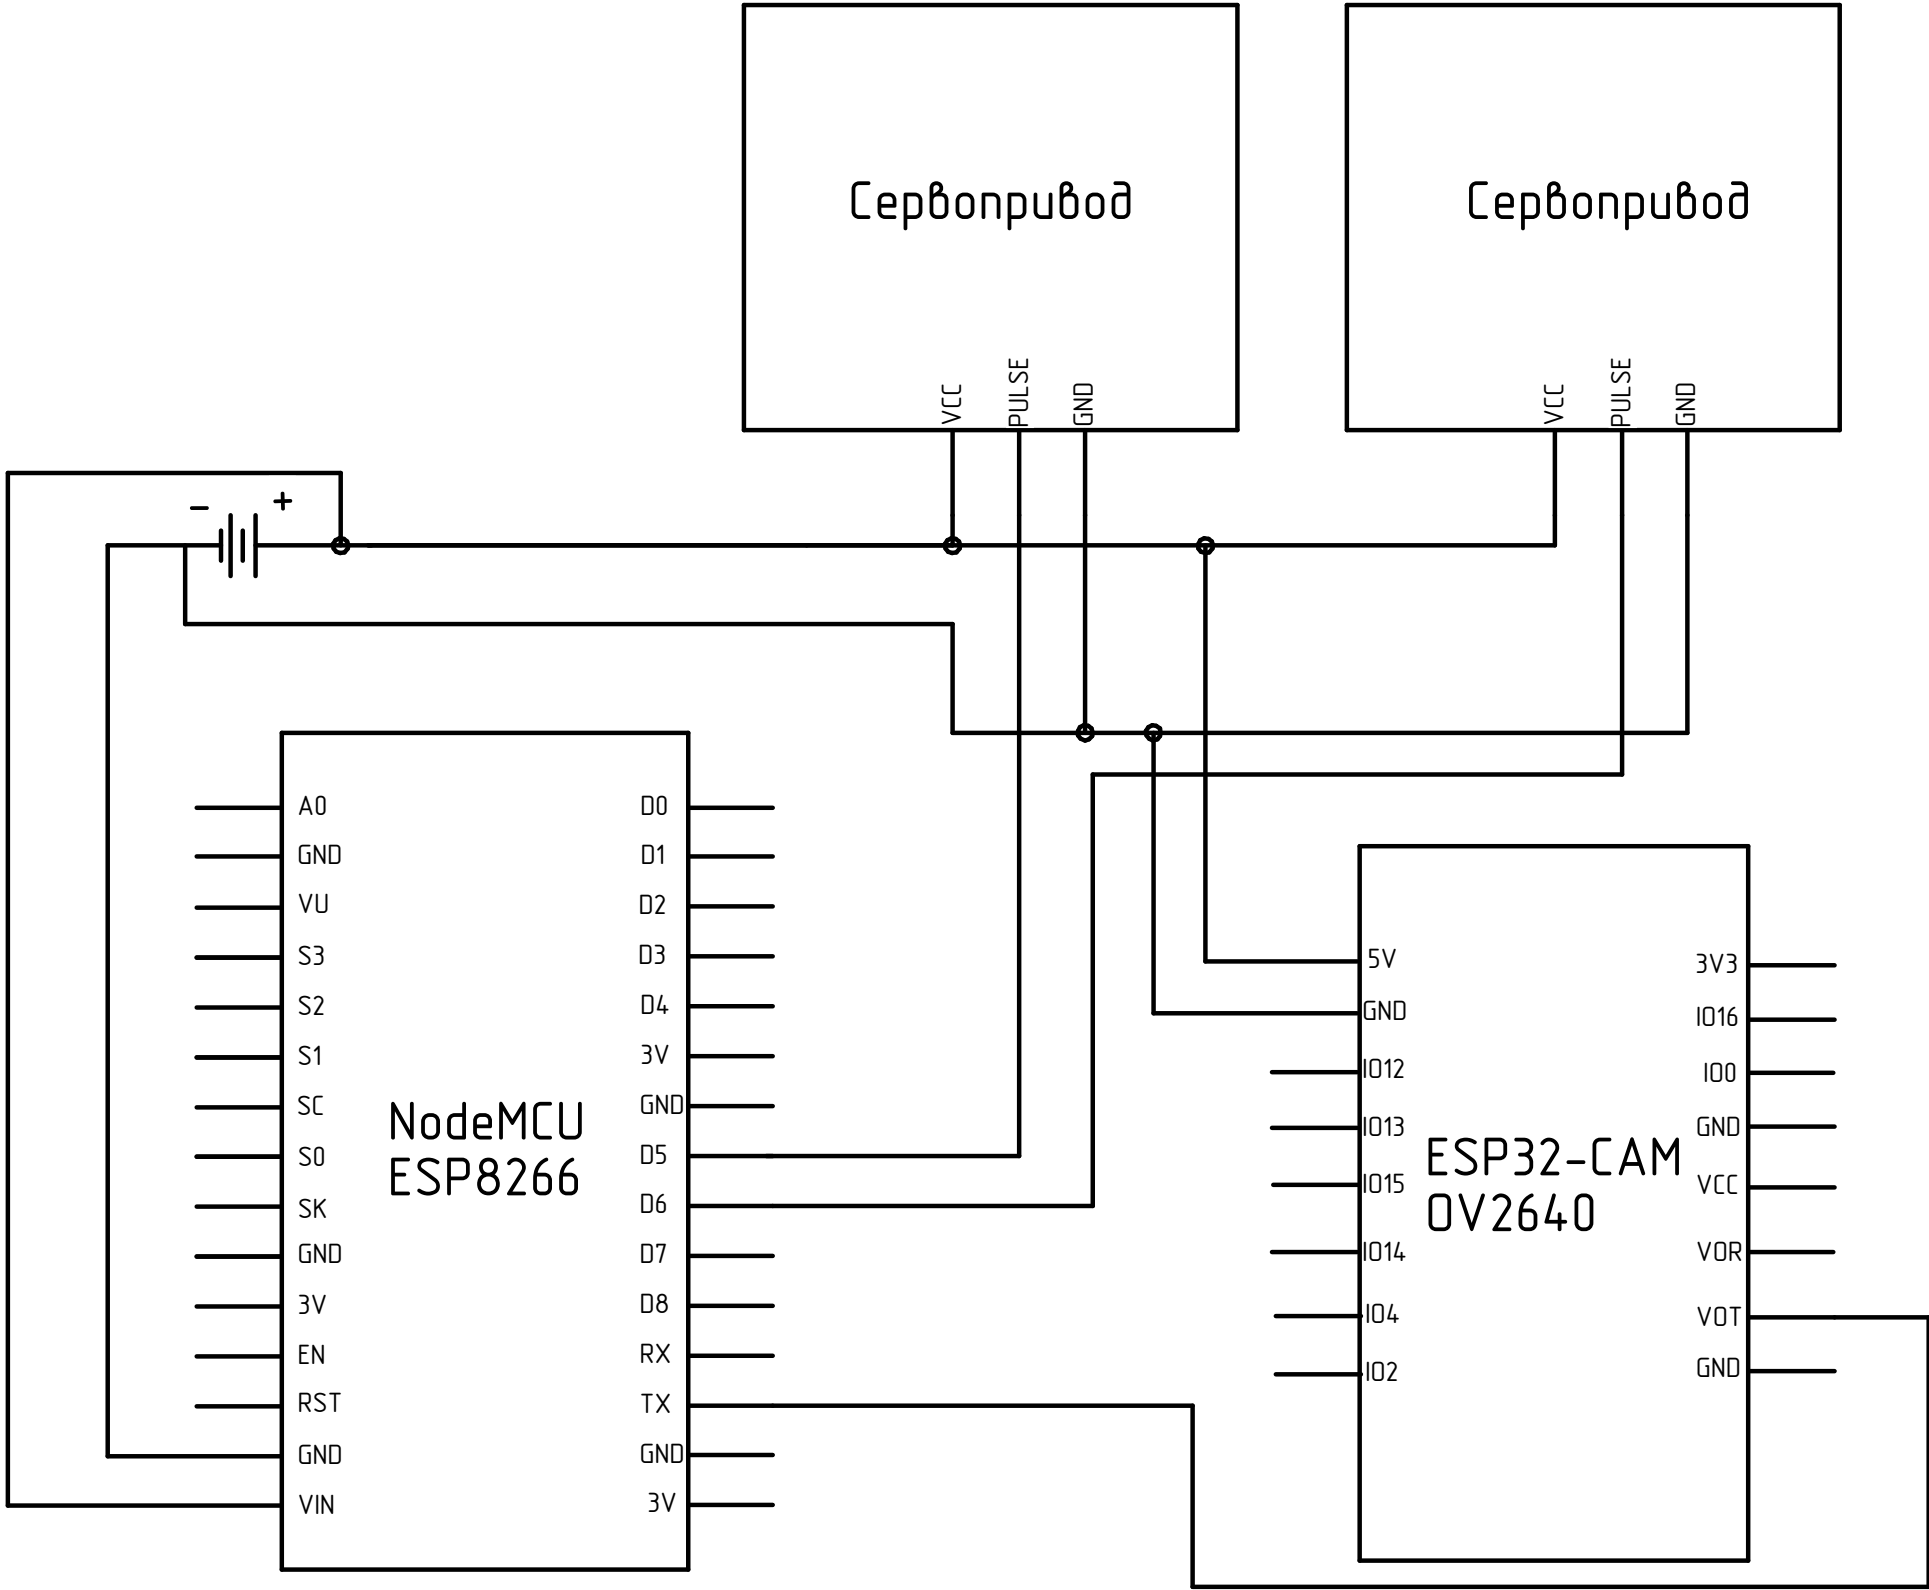 Сервопривод
Сервопривод
VCC
PULSE
GND
VCC
PULSE
GND
-
+
A0
GND
VU
S3
S2
S1
SC
S0
SK
GND
3V
EN
RST
GND
VIN
NodeMCU
ESP8266
D0
D1
D2
D3
D4
3V
GND
D5
D6
D7
D8
RX
TX
GND
3V
5V
GND
IO12
IO13
IO15
IO14
IO4
IO2
ESP32-CAM
OV2640
3V3
IO16
IO0
GND
VCC
VOR
VOT
GND